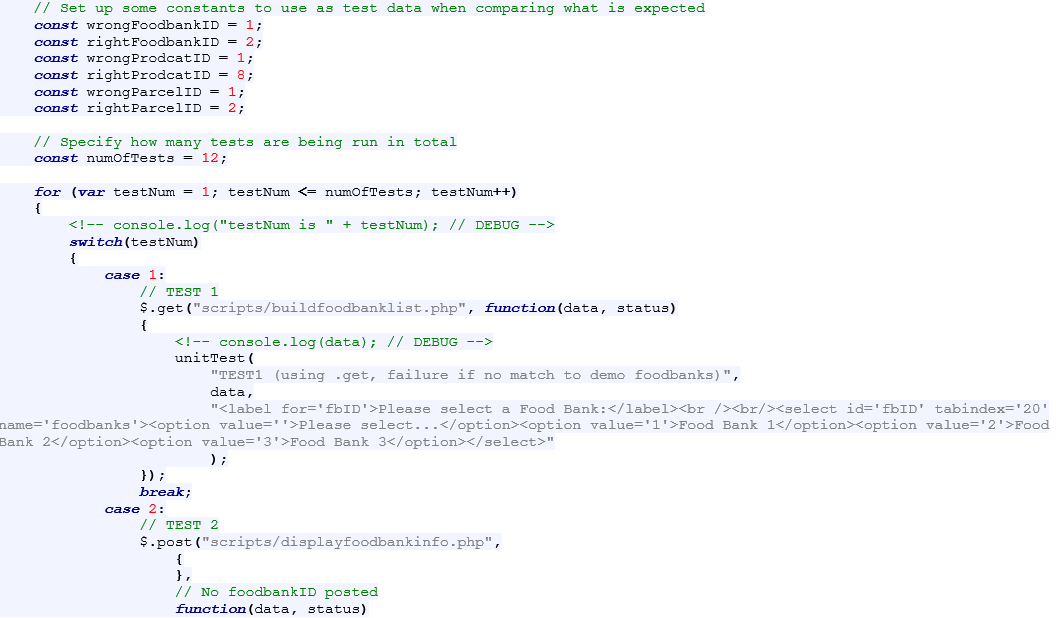 // Set up some constants to use as test data when comparing what is expected
const wrongFoodbankID = 1;
const rightFoodbankID = 2;
const wrongProdcatID = 1;
const rightProdcatID = 8;
const wrongParcelID = 1;
const rightParcelID = 2;
// Specify how many tests are being run in total
const numOfTests = 12;
for (var testNum = 1; testNum <= numOfTests; testNum++)
{
<!-- console.log("testNum is " + testNum); // DEBUG -->
switch(testNum)
{
case 1:
// TEST 1
$.get("scripts/buildfoodbanklist.php", function(data, status)
{
<!-- console.log(data); // DEBUG -->
unitTest(
"TEST1 (using .get, failure if no match to demo foodbanks)",
data,
"<label for='fbID'>Please select a Food Bank:</label><br /><br/><select id='fbID' tabindex='20'
name='foodbanks'><option value=''>Please select...</option><option value='1'>Food Bank 1</option><option value='2'>Food
Bank 2</option><option value='3'>Food Bank 3</option></select>"
);
});
break;
case 2:
// TEST 2
$.post("scripts/displayfoodbankinfo.php",
{
},
// No foodbankID posted
function(data, status)